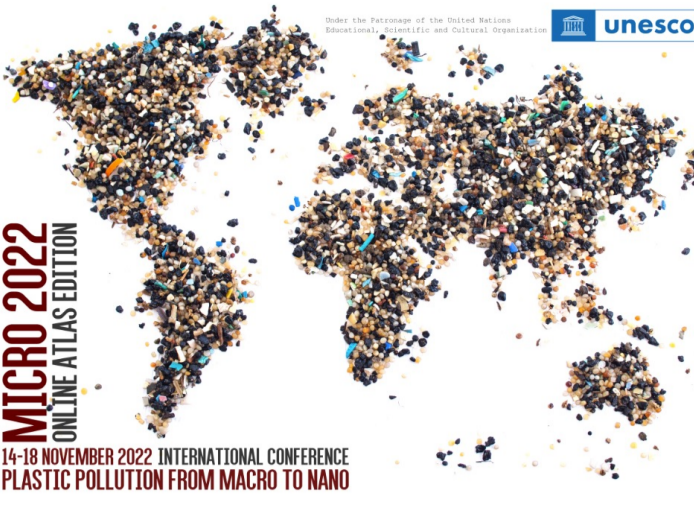 Under the Patronage of the United Nations
Educational, Scientific and Cultural Organization
unesco
MICRO 2022
ONLINE ATLAS EDITION
14-18 NOVEMBER 2022 INTERNATIONAL CONFERENCE
PLASTIC POLLUTION FROM MACRO TO NANO